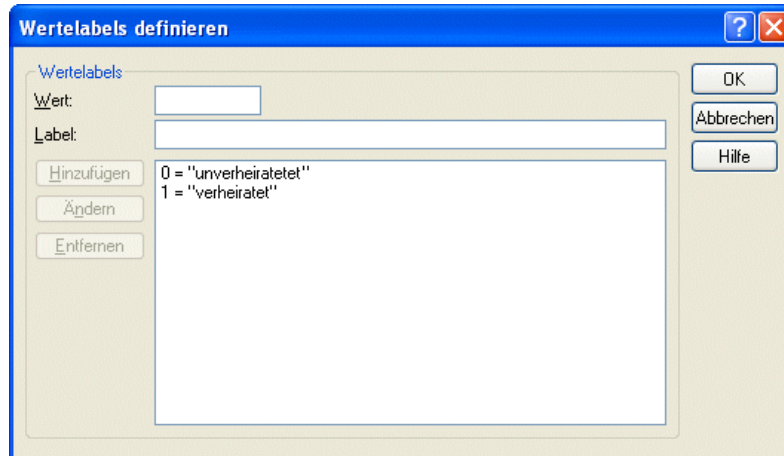 Wertelabels definieren
Wertelabels
Wert:
Label:
Hinzufügen
Ändern
Entfernen
0 = "unverheiratetet"
1 = "verheiratet"
OK
Abbrechen
Hilfe